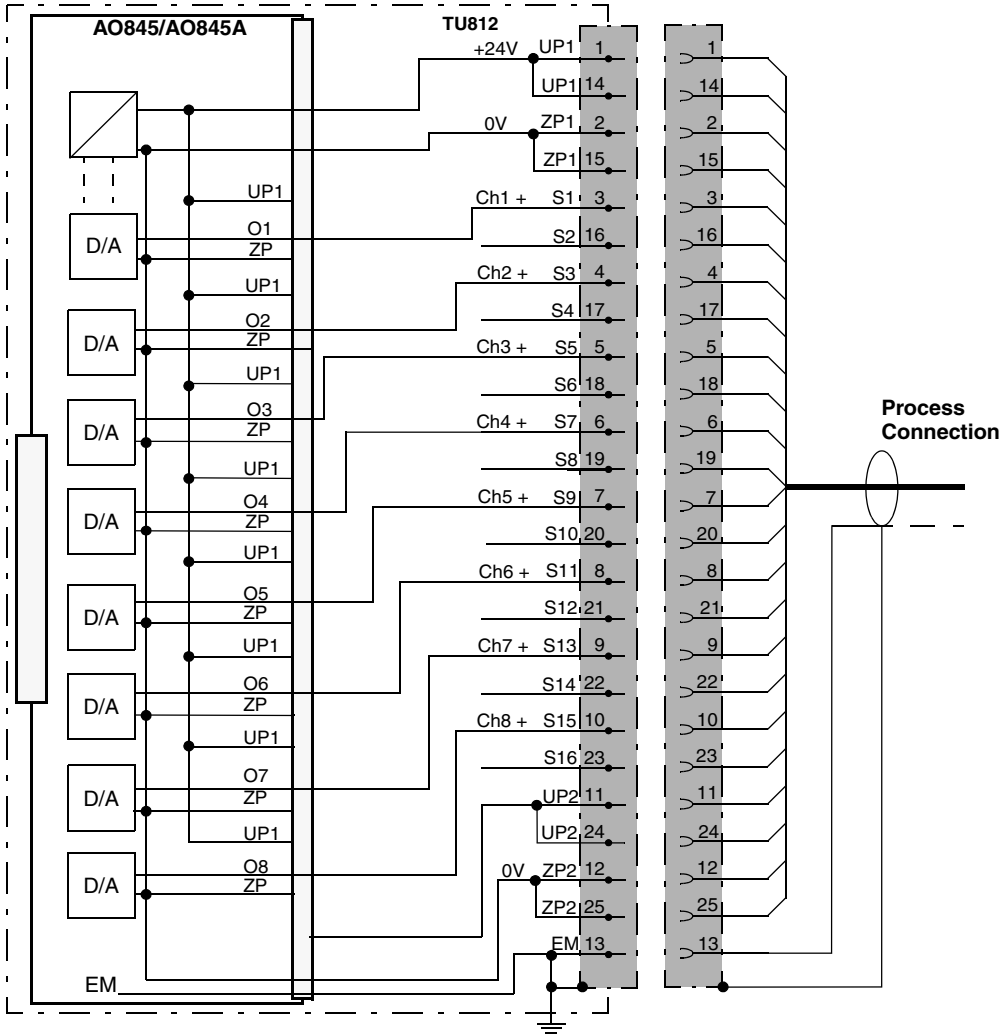 AO845/AO845A
TU812
+24V UP1 1
UP1 14
0V ZP1 2
ZP1 15
UP1
Ch1 + S1 3
O1
D/A
ZP
S2 16
UP1
Ch2 + S3 4
O2
D/A
ZP
S4 17
Ch3 + S5 5
UP1
S6 18
O3
D/A
ZP
Ch4 + S7 6
UP1
S8 19
O4
D/A
ZP
Ch5 + S9 7
UP1
S10 20
Ch6 + S11 8
O5
D/A
ZP
S12 21
UP1
Ch7 + S13 9
O6
D/A
ZP
S14 22
UP1
Ch8 + S15 10
O7
D/A
ZP
S16 23
UP2 11
UP1
UP2 24
O8
D/A
ZP
0V ZP2 12
ZP2 25
EM 13
EM
1
14
2
15
3
16
4
17
5
18
6
19
7
20
8
21
9
22
10
23
11
24
12
25
13
Process
Connection